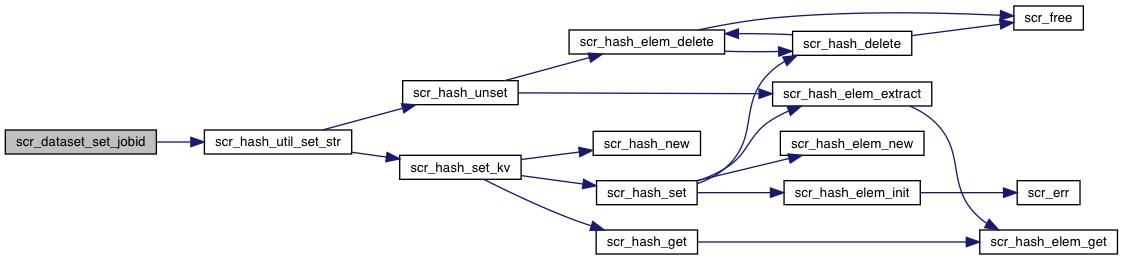 scr_free
scr_hash_elem_delete
scr_hash_delete
scr_hash_unset
scr_hash_elem_extract
scr_dataset_set_jobid
scr_hash_util_set_str
scr_hash_new
scr_hash_elem_new
scr_hash_set_kv
scr_hash_set
scr_hash_elem_init
scr_err
scr_hash_get
scr_hash_elem_get